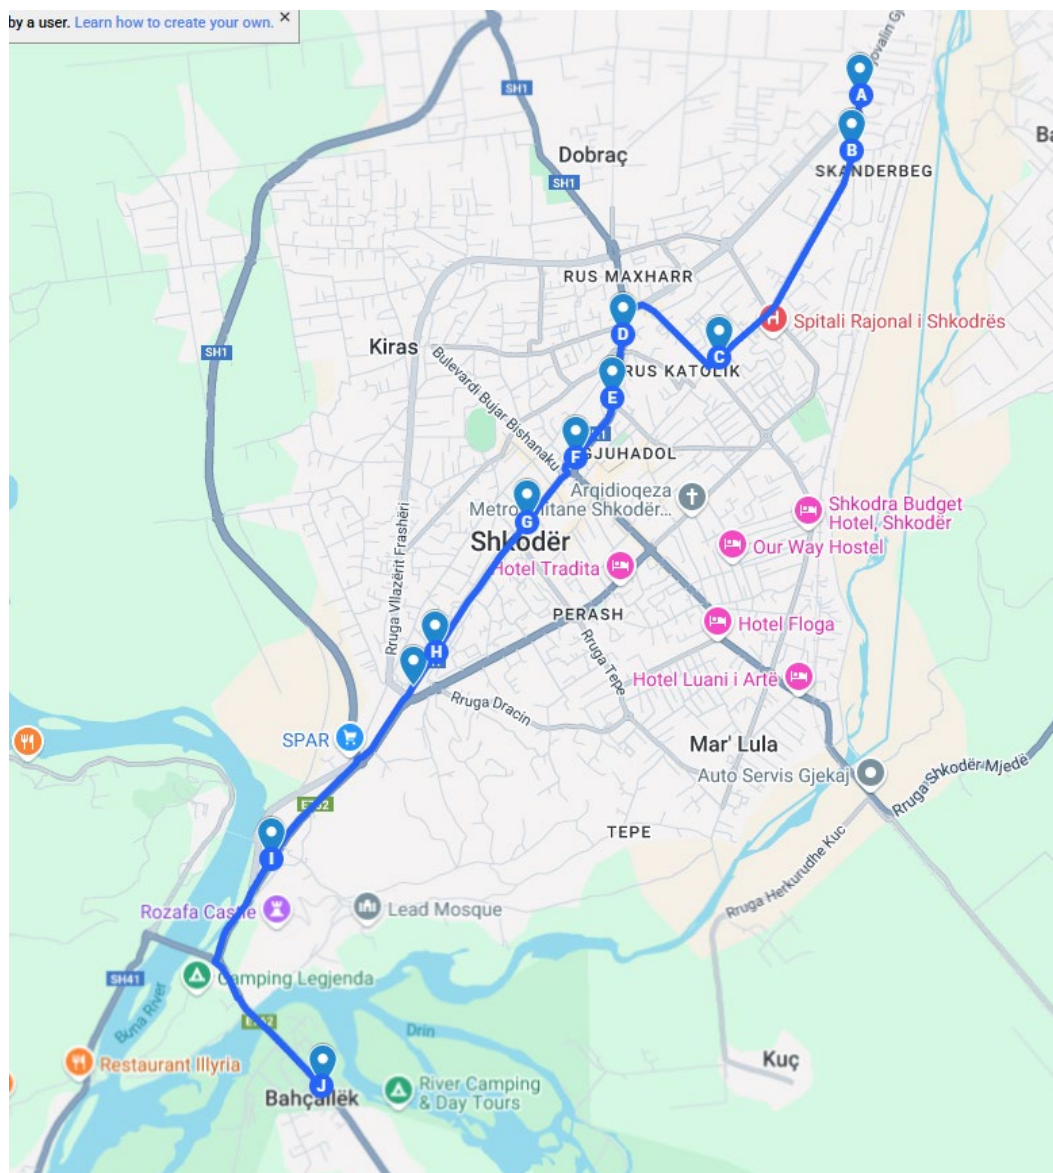 by a user. Learn how to create your own. ×
jovalin Gj
A
SH1
Ba
B
Dobraç
SKANDERBEG
SH1
RUS MAXHARR
D
H Spitali Rajonal i Shkodrës
Kiras
SH1
C
RUS KATOLIK
Bulevardi Bujar Bishanaku
E
GJUHADOL
F
Arqidioqeza
Metropolitane Shkodër...
Shkodra Budget
Hotel, Shkodër
G
Shkodër
Our Way Hostel
Hotel Tradita
Rruga Vllazërit Frashëri
PERASH
Hotel Floga
H
Rruga Tepe
Hotel Luani i Artë
Rruga Dracin
SPAR
Mar' Lula
Auto Servis Gjekaj
Rruga Shkodër Mjedë
E762
TEPE
I
Rruga Herkurudhe Kuc
Rozafa Castle
Lead Mosque
SH41
Camping Legjenda
Buna River
E762
Drin
Restaurant Illyria
Kuç
J
Bahçallëk
River Camping
& Day Tours